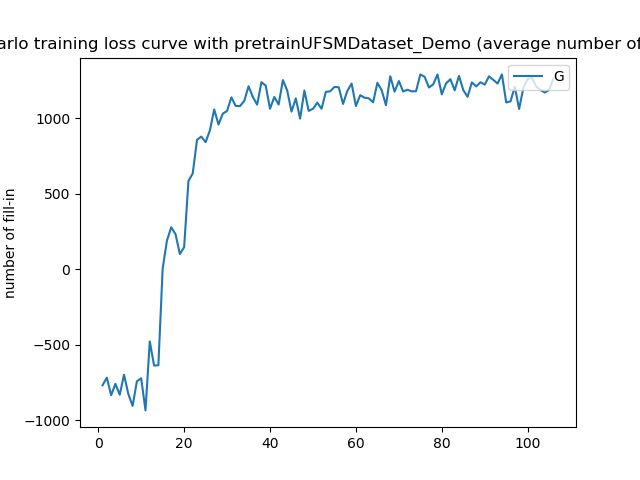 arlo training loss curve with pretrainUFSMDataset_Demo (average number of
G
number of fill-in
1000
500
0
−500
−1000
0 20 40 60 80 100